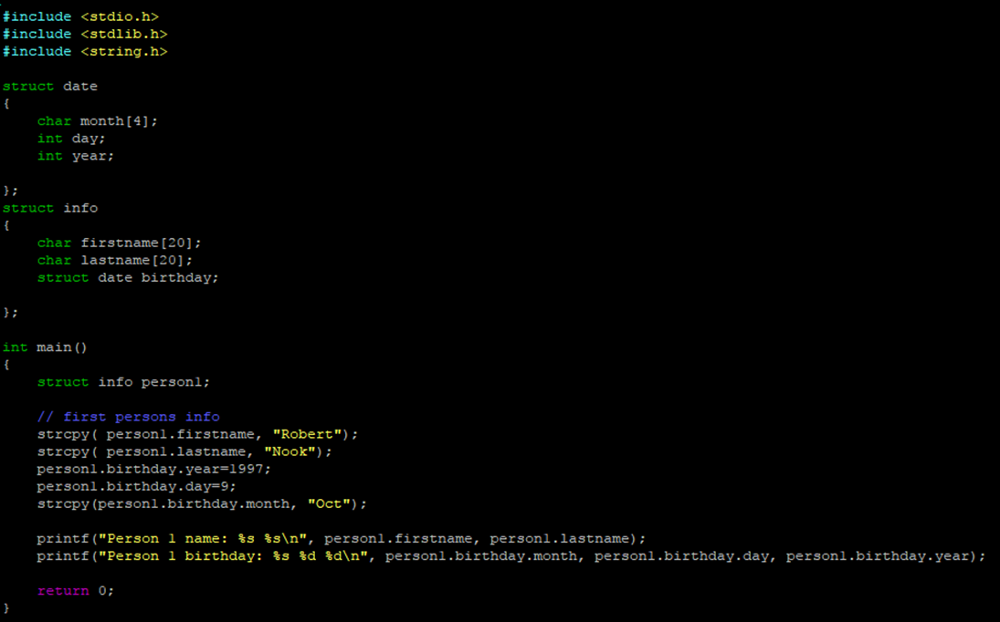 #include <stdio.h>
#include <stdlib.h>
#include <string.h>
struct date
{
    char month[4];
    int day;
    int year;
};
struct info
{
    char firstname[20];
    char lastname[20];
    struct date birthday;
};
int main()
{
    struct info person1;
    // first persons info
    strcpy( person1.firstname, "Robert");
    strcpy( person1.lastname, "Nook");
    person1.birthday.year=1997;
    person1.birthday.day=9;
    strcpy(person1.birthday.month, "Oct");
    printf("Person 1 name: %s %s\n", person1.firstname, person1.lastname);
    printf("Person 1 birthday: %s %d %d\n", person1.birthday.month, person1.birthday.day, person1.birthday.year);
    return 0;
}